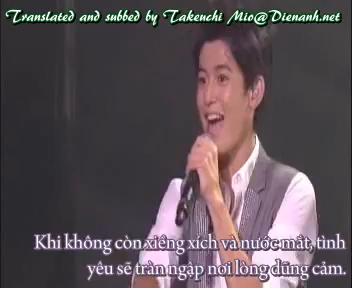 Translated and subbed by Takeuchi Mio@Dienanh.net
Khi không còn xiềng xích và nước mắt, tình
yêu sẽ tràn ngập nơi lòng dũng cảm.